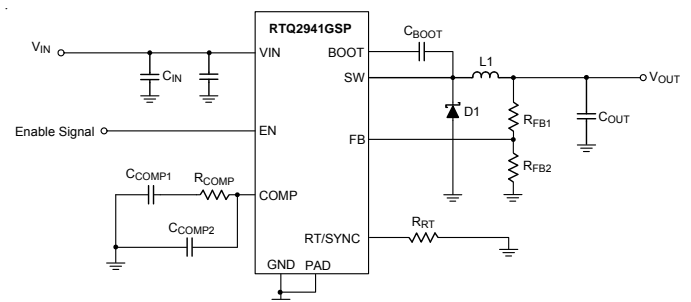 RTQ2941GSP
VIN
CIN
VIN
BOOT
CBOOT
SW
L1
VOUT
D1
RFB1
COUT
Enable Signal
EN
FB
RFB2
CCOMP1
RCOMP
COMP
CCOMP2
RT/SYNC
RRT
GND
PAD